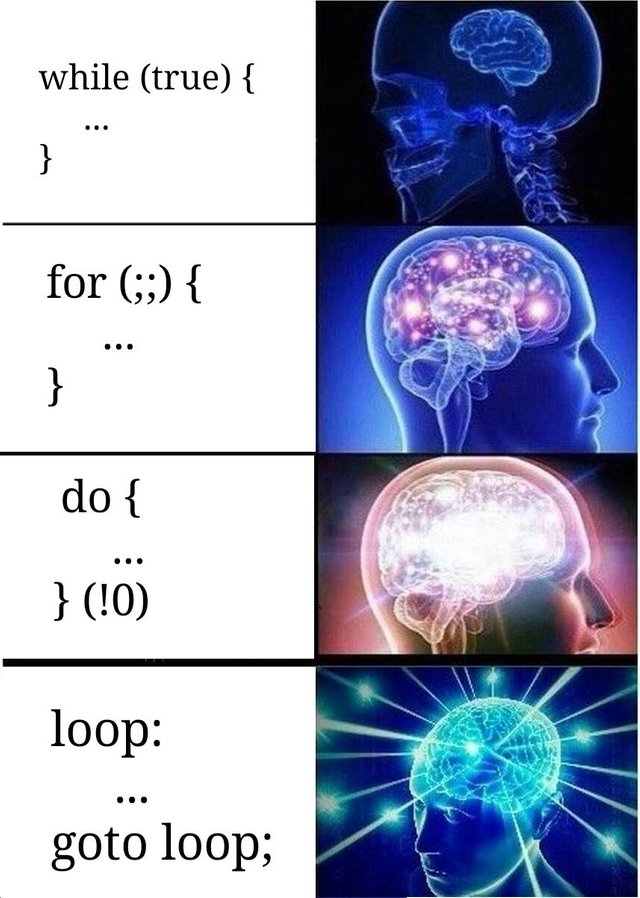 while (true) {
...
}
for (;;) {
...
}
do {
...
} (!0)
loop:
...
goto loop;